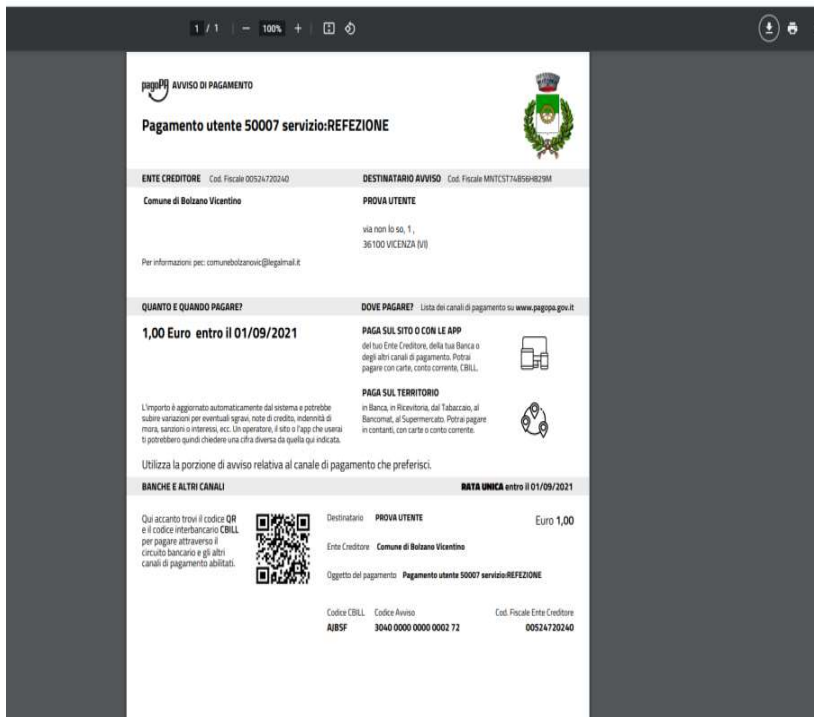 1 / 1 | − 100% +
pagoPA AVVISO DI PAGAMENTO
Pagamento utente 50007 servizio:REFEZIONE
ENTE CREDITORE Cod. Fiscale 00524720240
DESTINATARIO AVVISO Cod. Fiscale MNTCST74B56H829M
Comune di Bolzano Vicentino
PROVA UTENTE
via non lo so, 1 ,
36100 VICENZA (VI)
Per informazioni: pec: comunebolzanovic@legalmail.it
QUANTO E QUANDO PAGARE?
DOVE PAGARE? Lista dei canali di pagamento su www.pagopa.gov.it
1,00 Euro entro il 01/09/2021
PAGA SUL SITO O CON LE APP
del tuo Ente Creditore, della tua Banca o
degli altri canali di pagamento. Potrai
pagare con carte, conto corrente, CBILL.
PAGA SUL TERRITORIO
in Banca, in Ricevitoria, dal Tabaccaio, al
Bancomat, al Supermercato. Potrai pagare
in contanti, con carte o conto corrente.
L'importo è aggiornato automaticamente dal sistema e potrebbe
subire variazioni per eventuali sgravi, note di credito, indennità di
mora, sanzioni o interessi, ecc. Un operatore, il sito o l'app che userai
ti potrebbero quindi chiedere una cifra diversa da quella qui indicata.
Utilizza la porzione di avviso relativa al canale di pagamento che preferisci.
BANCHE E ALTRI CANALI
RATA UNICA entro il 01/09/2021
Qui accanto trovi il codice QR
e il codice interbancario CBILL
per pagare attraverso il
circuito bancario e gli altri
canali di pagamento abilitati.
Destinatario PROVA UTENTE
Euro 1,00
Ente Creditore Comune di Bolzano Vicentino
Oggetto del pagamento Pagamento utente 50007 servizio:REFEZIONE
Codice CBILL Codice Avviso Cod. Fiscale Ente Creditore
AJBSF 3040 0000 0000 0002 72 00524720240